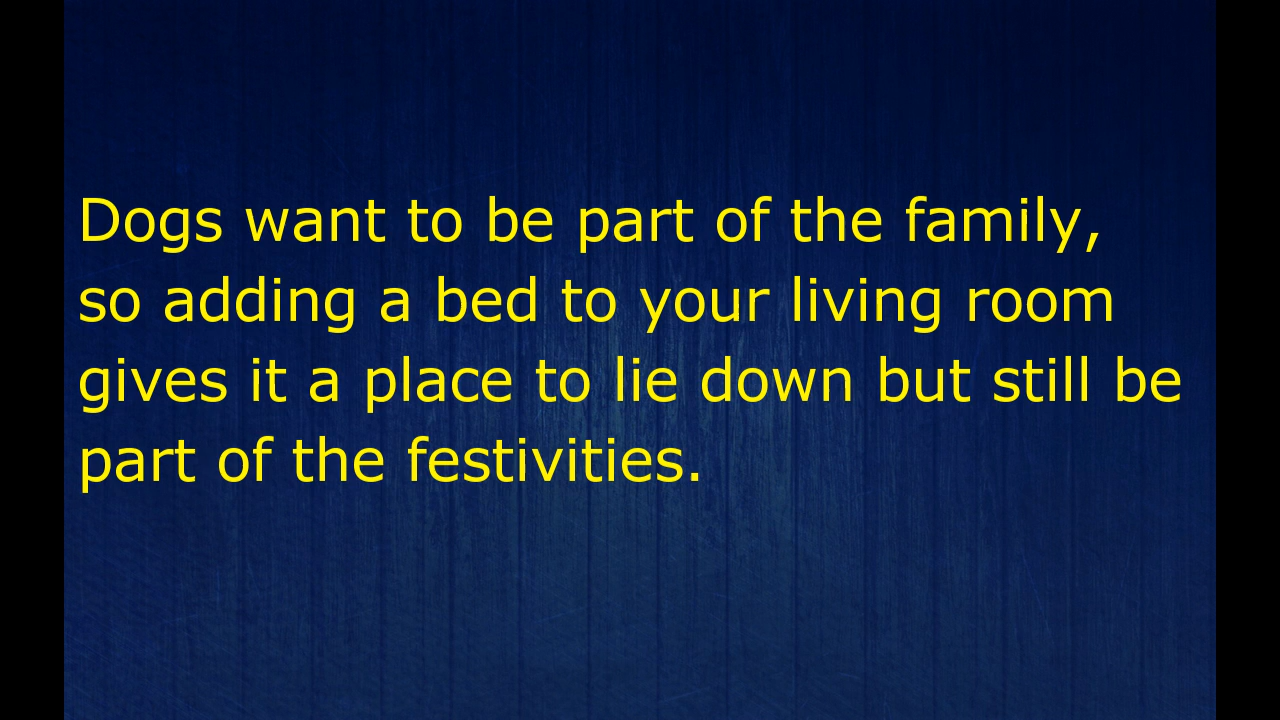 Dogs want to be part of the family,
so adding a bed to your living room
gives it a place to lie down but still be
part of the festivities.